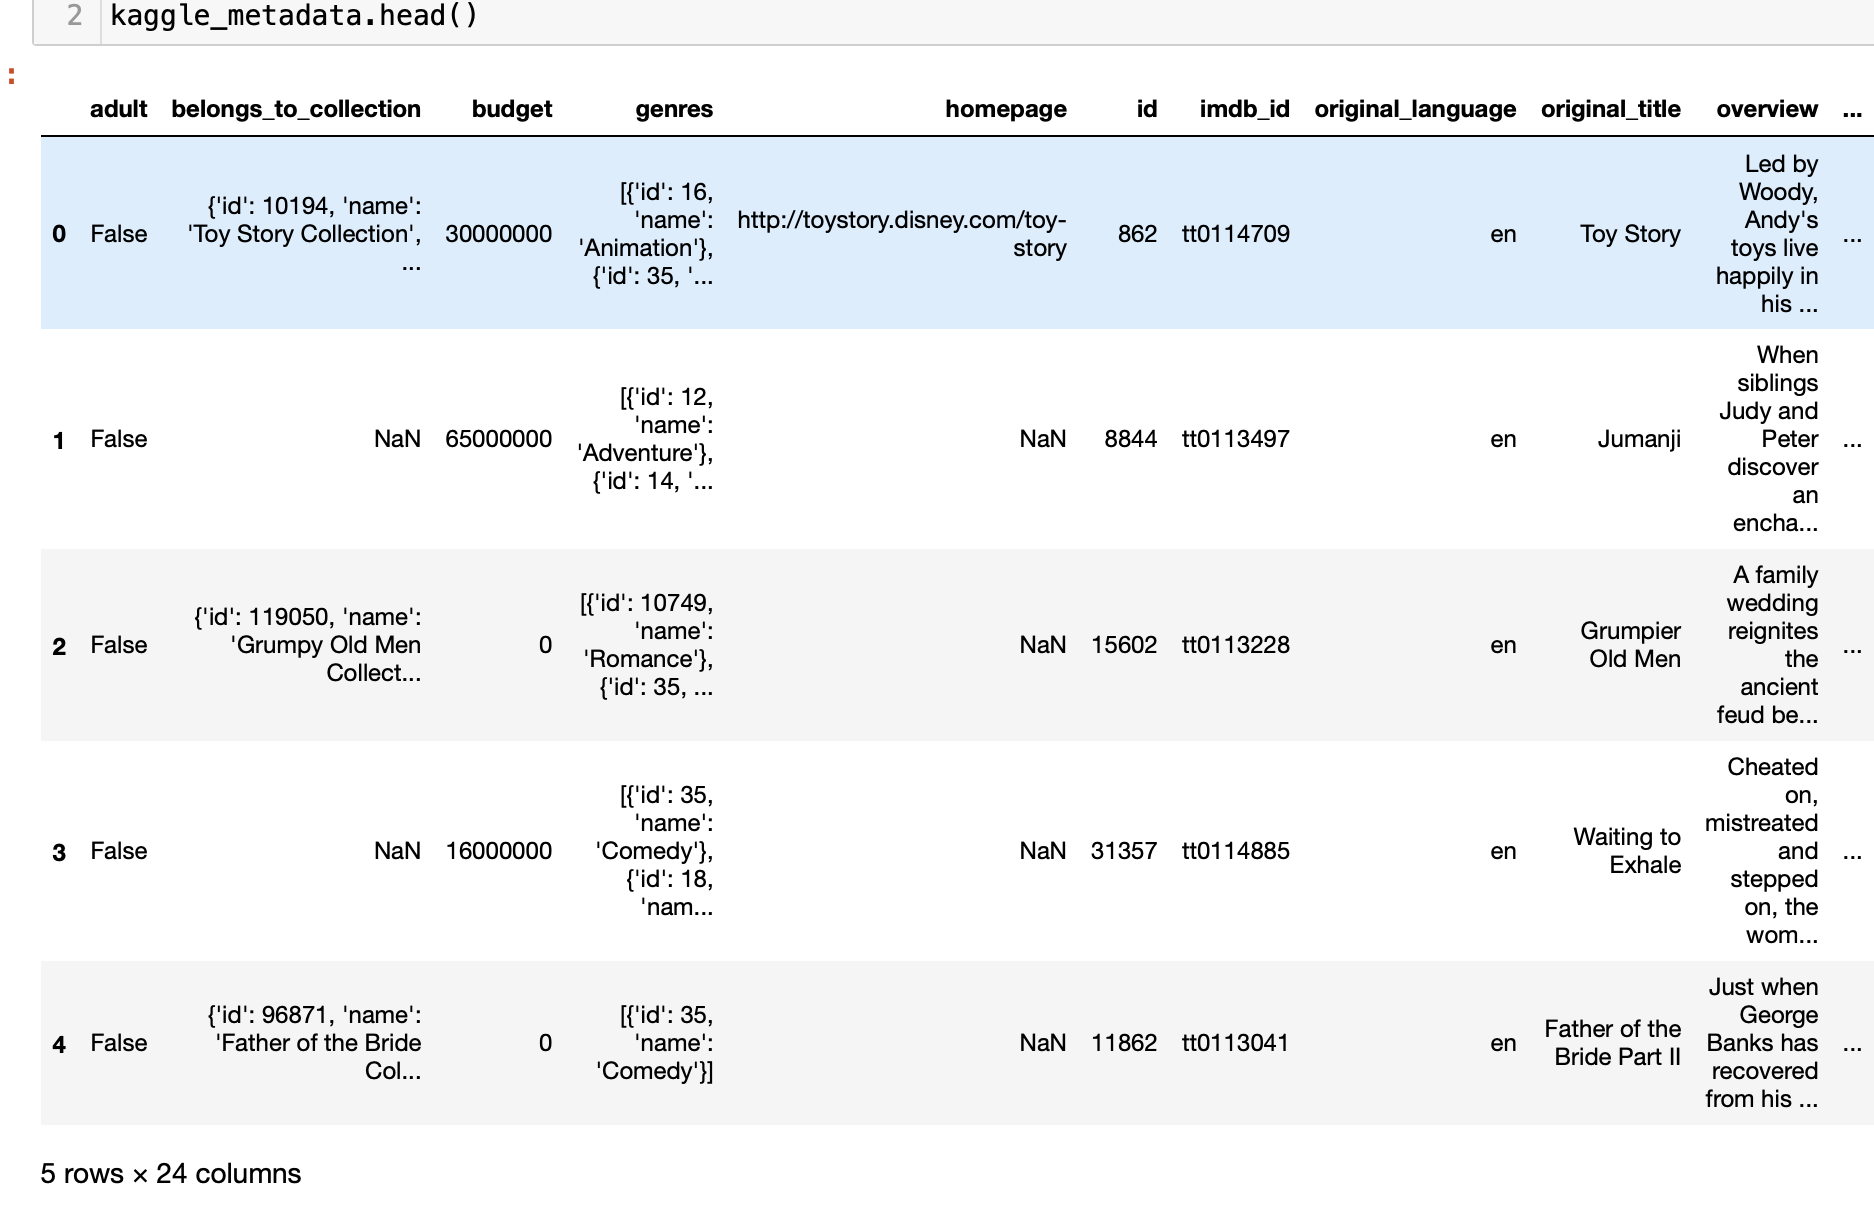 2 kaggle_metadata.head()
:
adult belongs_to_collection budget genres homepage id imdb_id original_language original_title overview ...
0 False {'id': 10194, 'name': 'Toy Story Collection', ... 30000000 [{'id': 16, 'name': 'Animation'}, {'id': 35, '... http://toystory.disney.com/toy-story 862 tt0114709 en Toy Story Led by Woody, Andy's toys live happily in his ... ...
1 False NaN 65000000 [{'id': 12, 'name': 'Adventure'}, {'id': 14, '... NaN 8844 tt0113497 en Jumanji When siblings Judy and Peter discover an encha... ...
2 False {'id': 119050, 'name': 'Grumpy Old Men Collect... 0 [{'id': 10749, 'name': 'Romance'}, {'id': 35, ... NaN 15602 tt0113228 en Grumpier Old Men A family wedding reignites the ancient feud be... ...
3 False NaN 16000000 [{'id': 35, 'name': 'Comedy'}, {'id': 18, 'nam... NaN 31357 tt0114885 en Waiting to Exhale Cheated on, mistreated and stepped on, the wom... ...
4 False {'id': 96871, 'name': 'Father of the Bride Col... 0 [{'id': 35, 'name': 'Comedy'}] NaN 11862 tt0113041 en Father of the Bride Part II Just when George Banks has recovered from his ... ...
5 rows × 24 columns